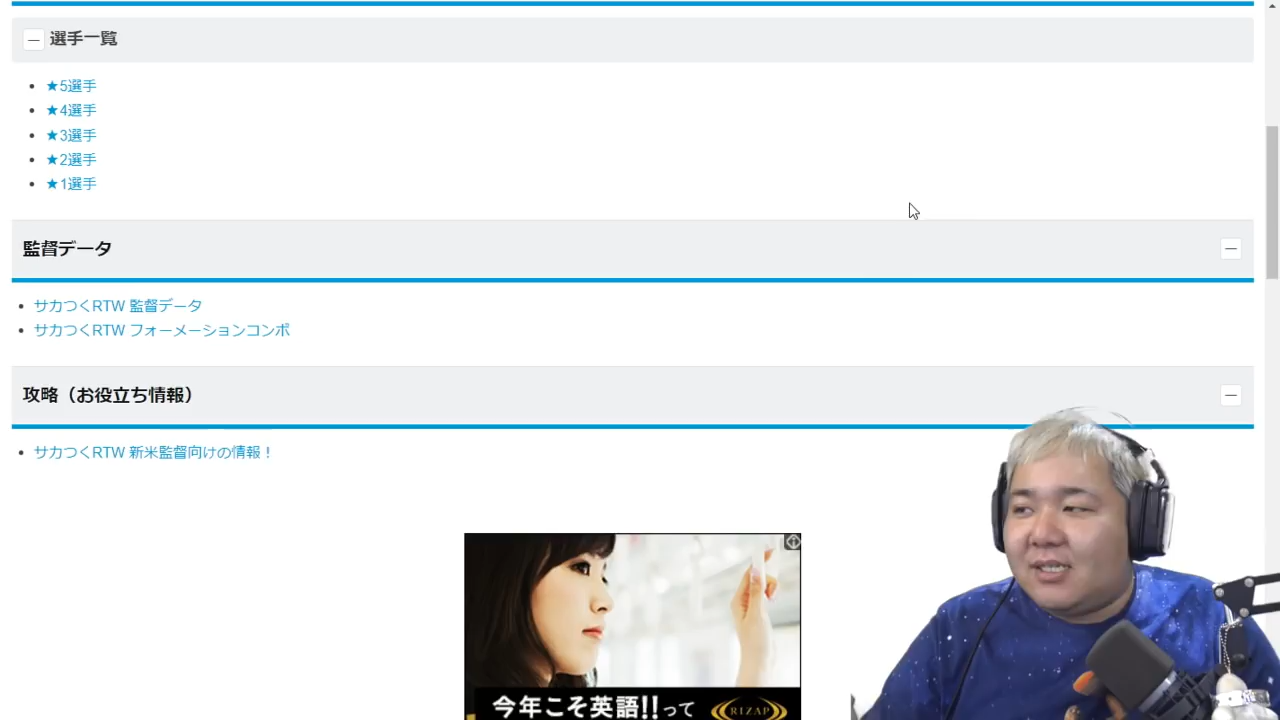 選手一覧
★5選手
★4選手
★3選手
★2選手
★1選手
監督データ
サカつくRTW 監督データ
サカつくRTW フォーメーションコンボ
攻略（お役立ち情報）
サカつくRTW 新米監督向けの情報！
今年こそ英語!!って
RIZAP